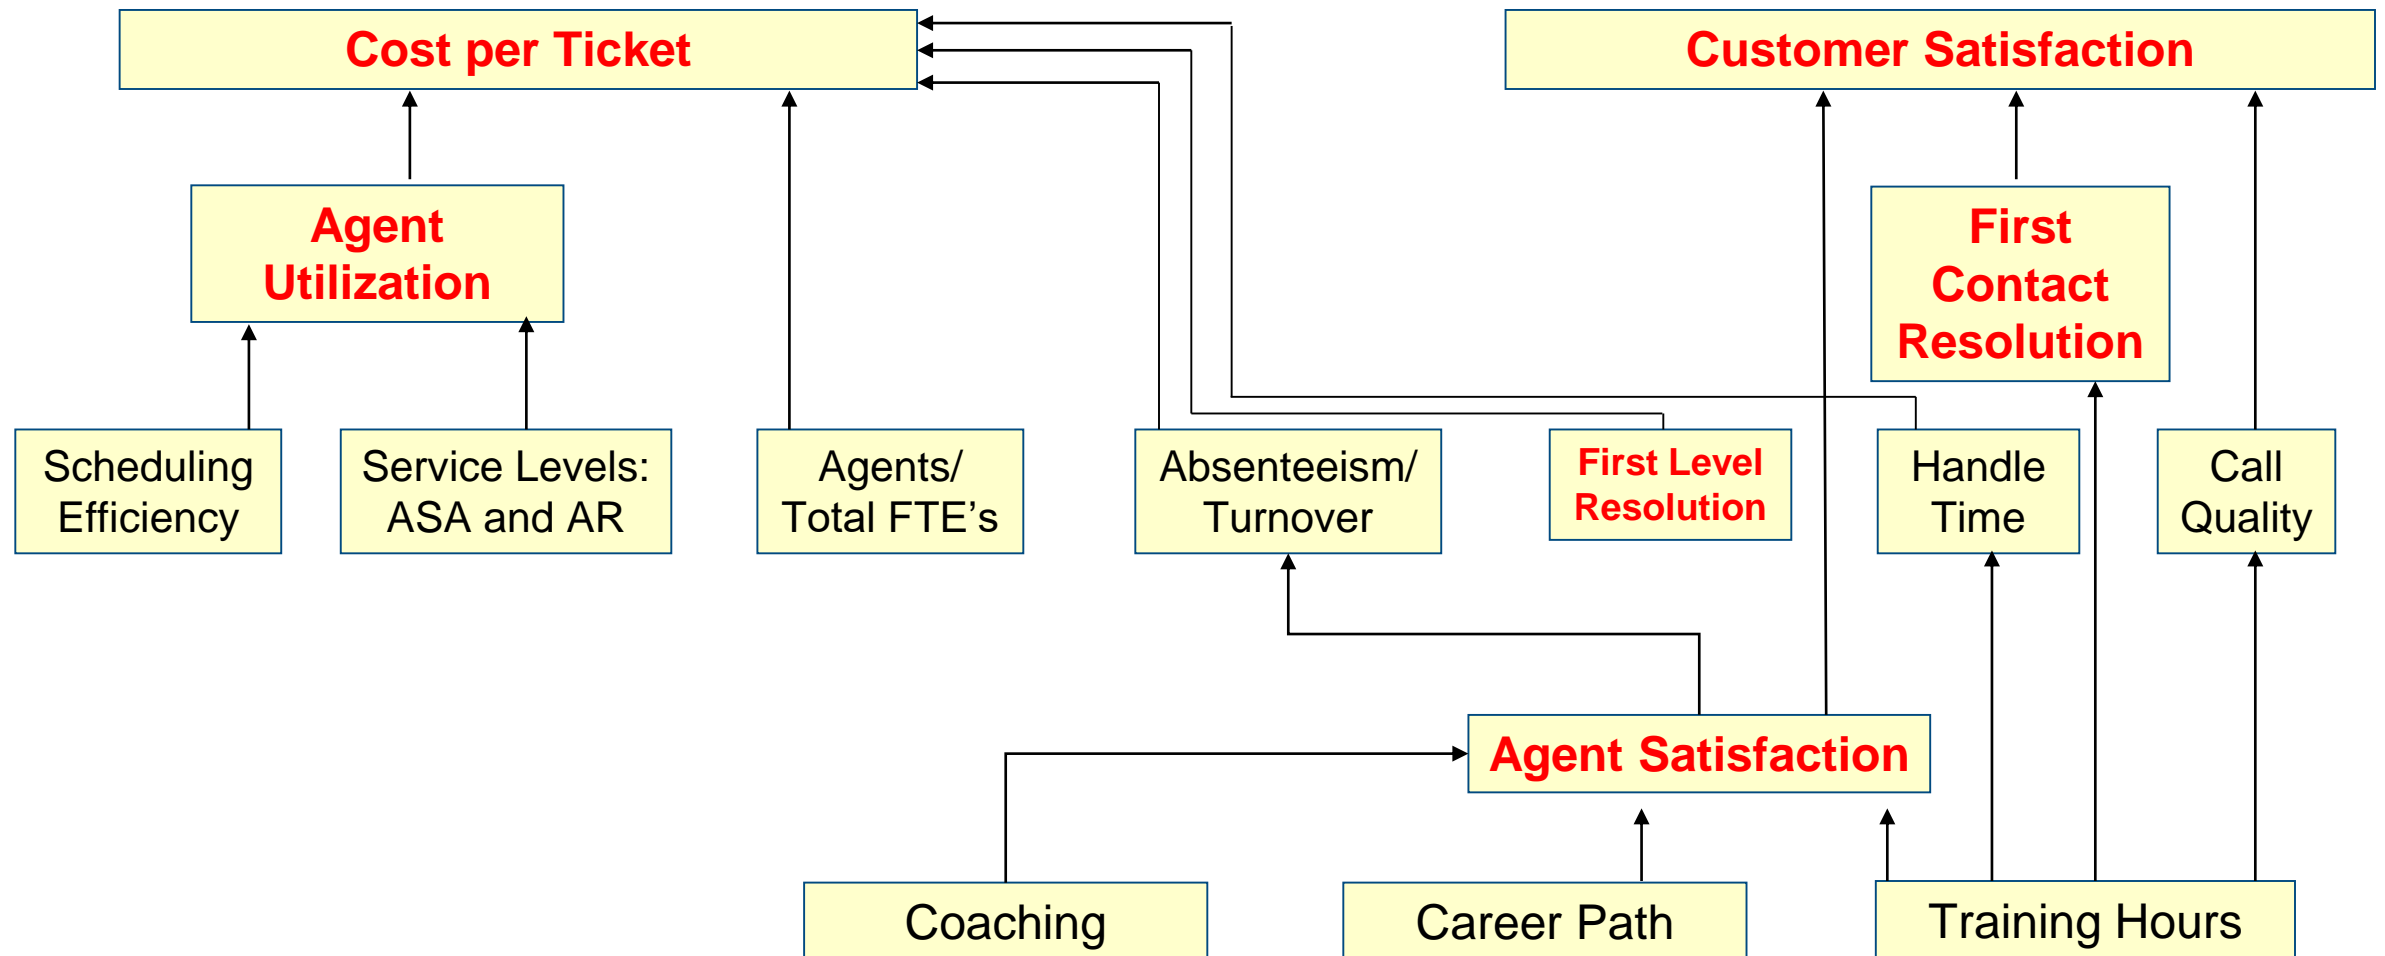 Cost per Ticket
Customer Satisfaction
Agent
Utilization
First
Contact
Resolution
Scheduling
Efficiency
Service Levels:
ASA and AR
Agents/
Total FTE’s
Absenteeism/
Turnover
First Level
Resolution
Handle
Time
Call
Quality
Agent Satisfaction
Coaching
Career Path
Training Hours